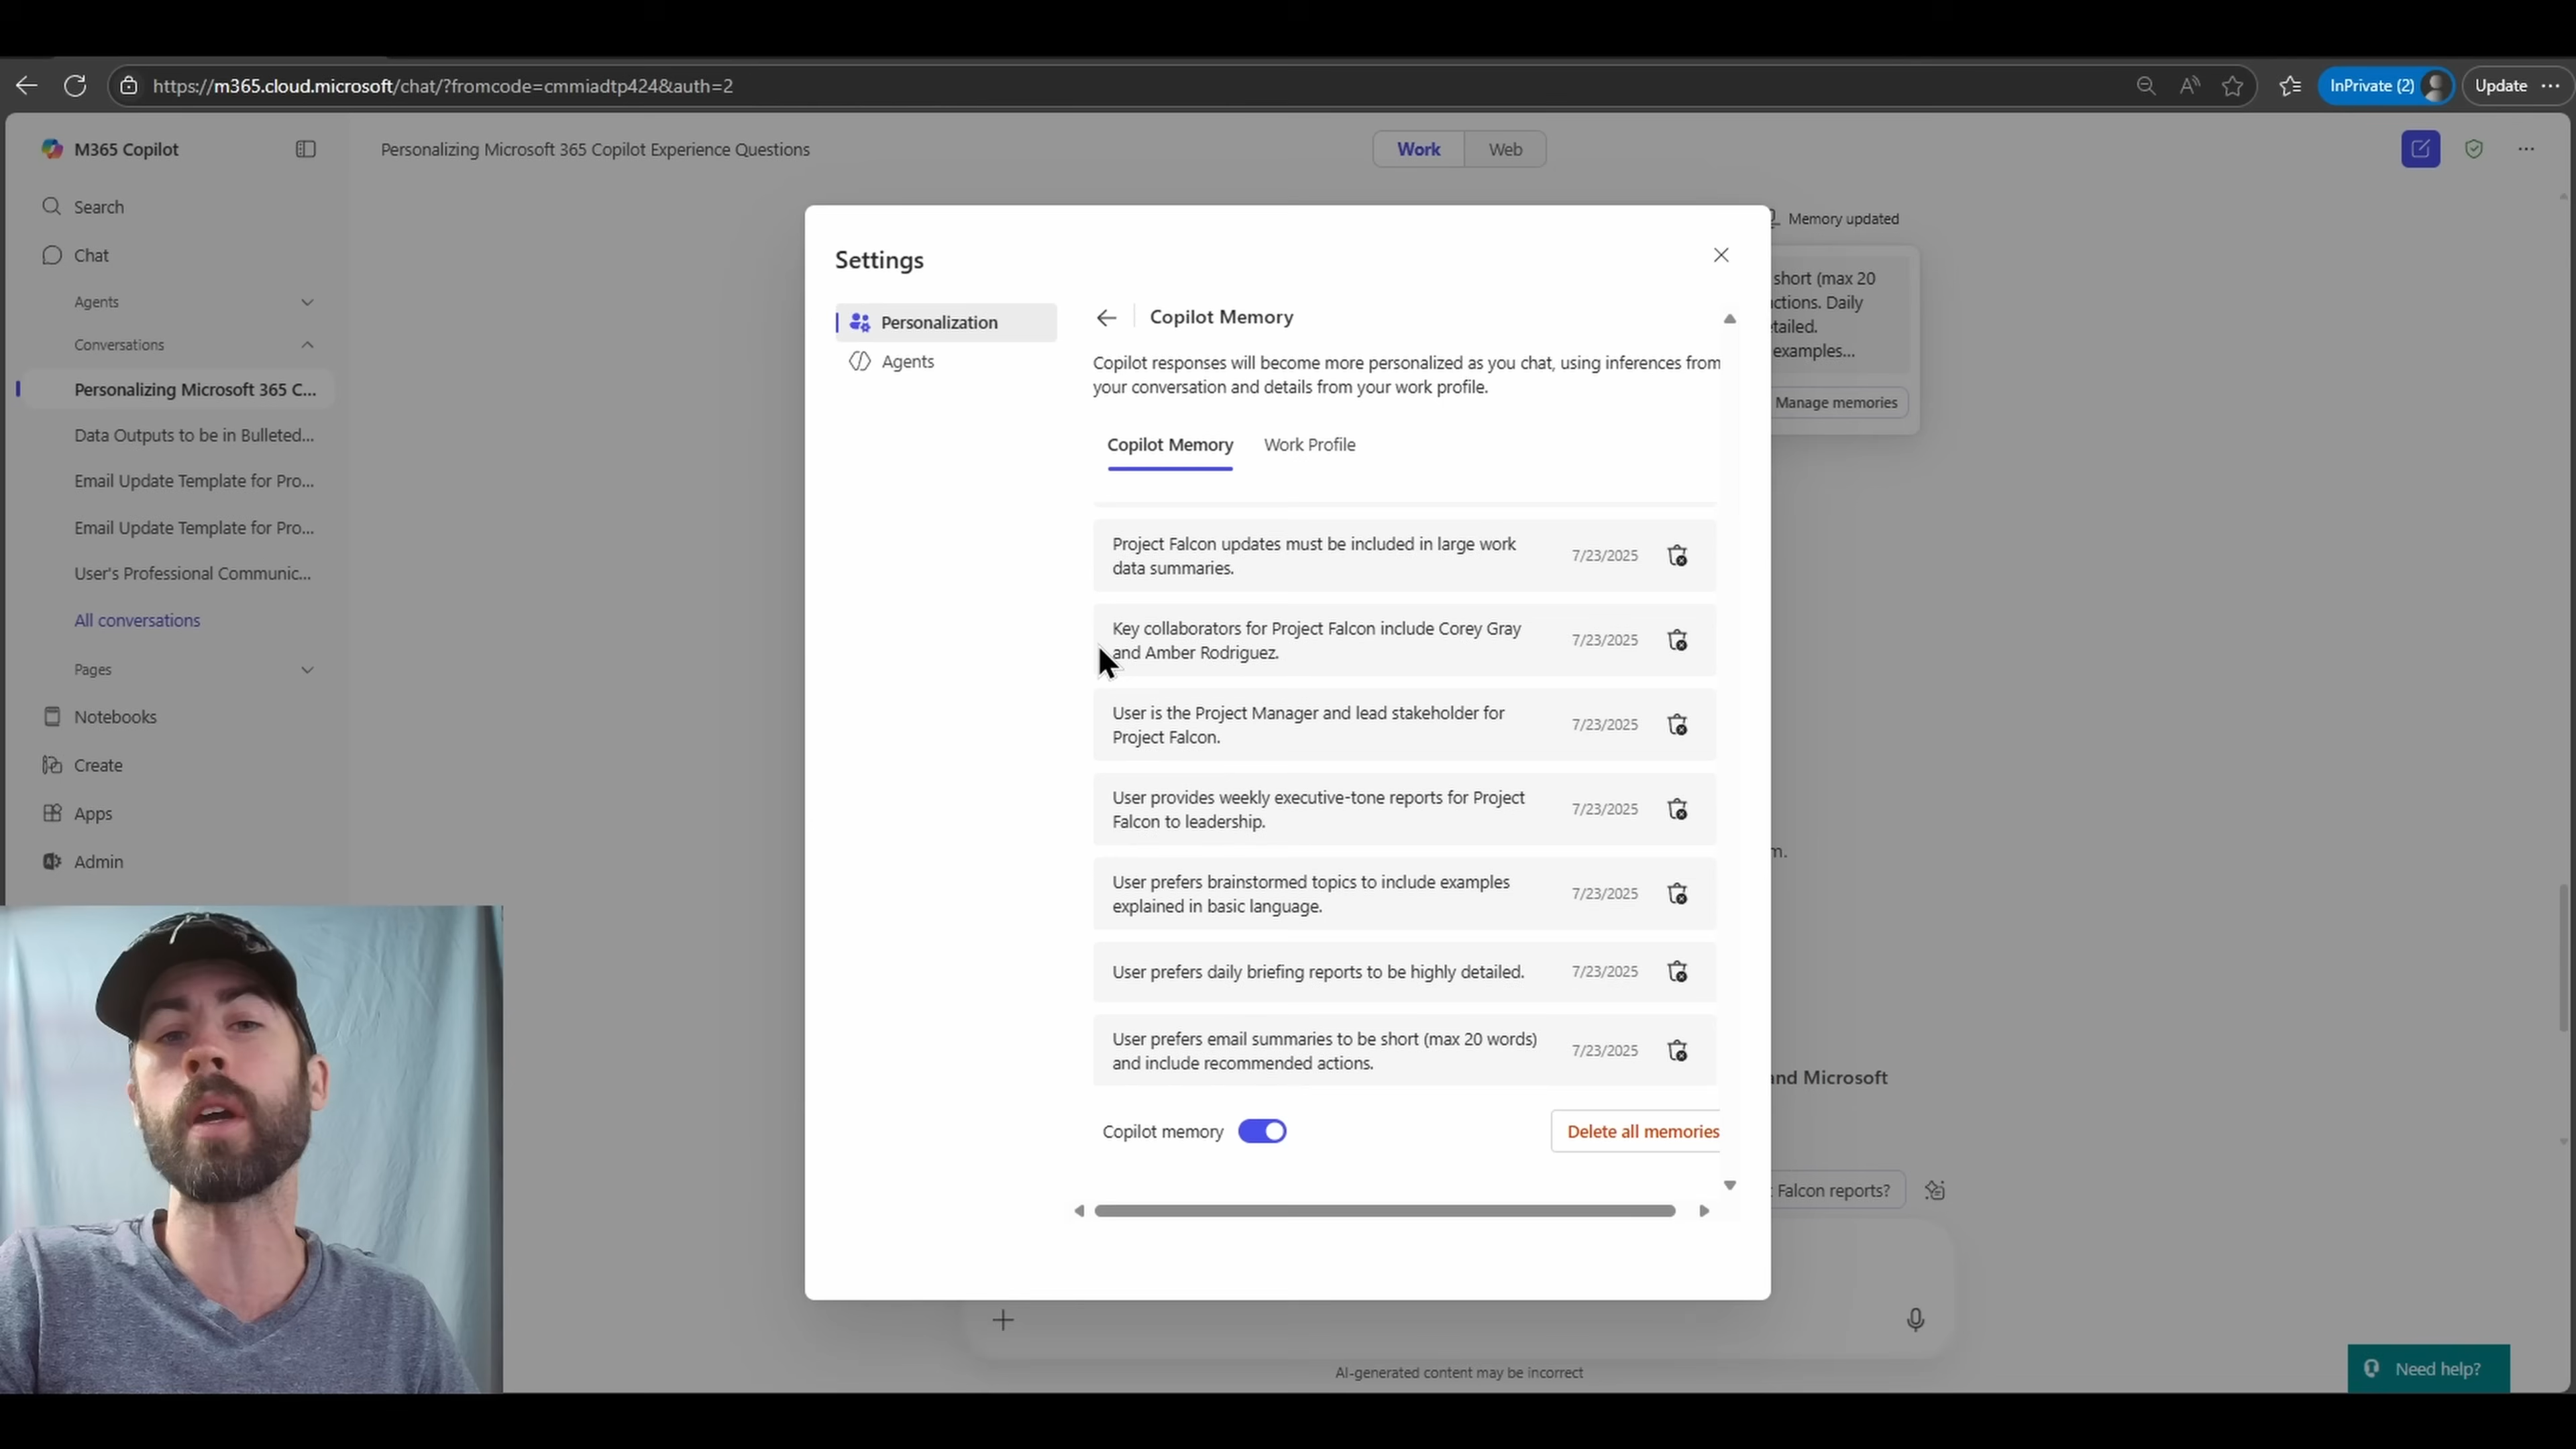 https://m365.cloud.microsoft/chat/?fromcode=cmmiadtp424&auth=2
InPrivate (2)
Update
M365 Copilot
Personalizing Microsoft 365 Copilot Experience Questions
Work
Web
Search
Chat
Agents
Conversations
Personalizing Microsoft 365 C...
Data Outputs to be in Bulleted...
Email Update Template for Pro...
Email Update Template for Pro...
User's Professional Communic...
All conversations
Pages
Notebooks
Create
Apps
Admin
Settings
Personalization
Agents
Copilot Memory
Copilot responses will become more personalized as you chat, using inferences from
your conversation and details from your work profile.
Copilot Memory
Work Profile
Project Falcon updates must be included in large work
data summaries.
7/23/2025
Key collaborators for Project Falcon include Corey Gray
and Amber Rodriguez.
7/23/2025
User is the Project Manager and lead stakeholder for
Project Falcon.
7/23/2025
User provides weekly executive-tone reports for Project
Falcon to leadership.
7/23/2025
User prefers brainstormed topics to include examples
explained in basic language.
7/23/2025
User prefers daily briefing reports to be highly detailed.
7/23/2025
User prefers email summaries to be short (max 20 words)
and include recommended actions.
7/23/2025
Copilot memory
Delete all memories
Memory updated
short (max 20
ctions. Daily
etailed.
examples...
Manage memories
m.
and Microsoft
Falcon reports?
AI-generated content may be incorrect
Need help?